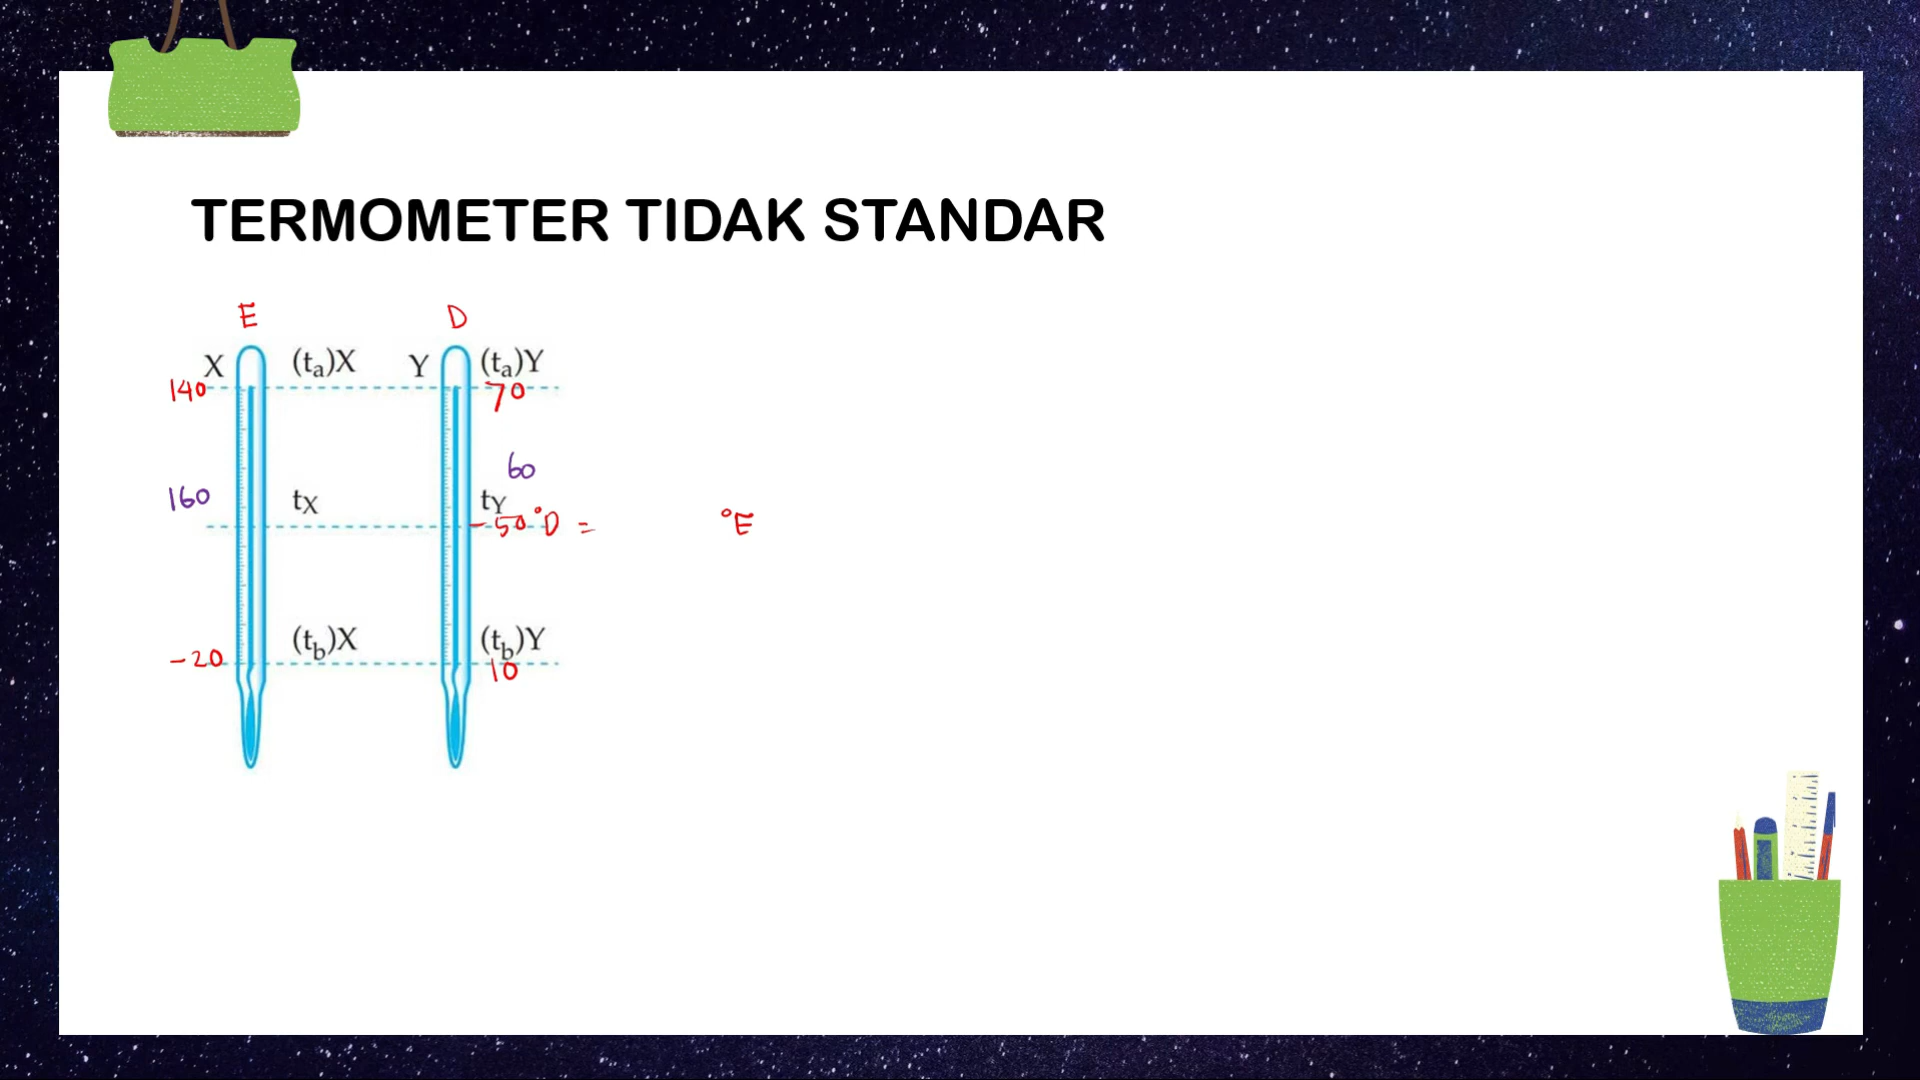 TERMOMETER TIDAK STANDAR
E D
X (ta)X Y (ta)Y
140 70
60
160 tX tY
-50°D = °E
(tb)X (tb)Y
-20 10